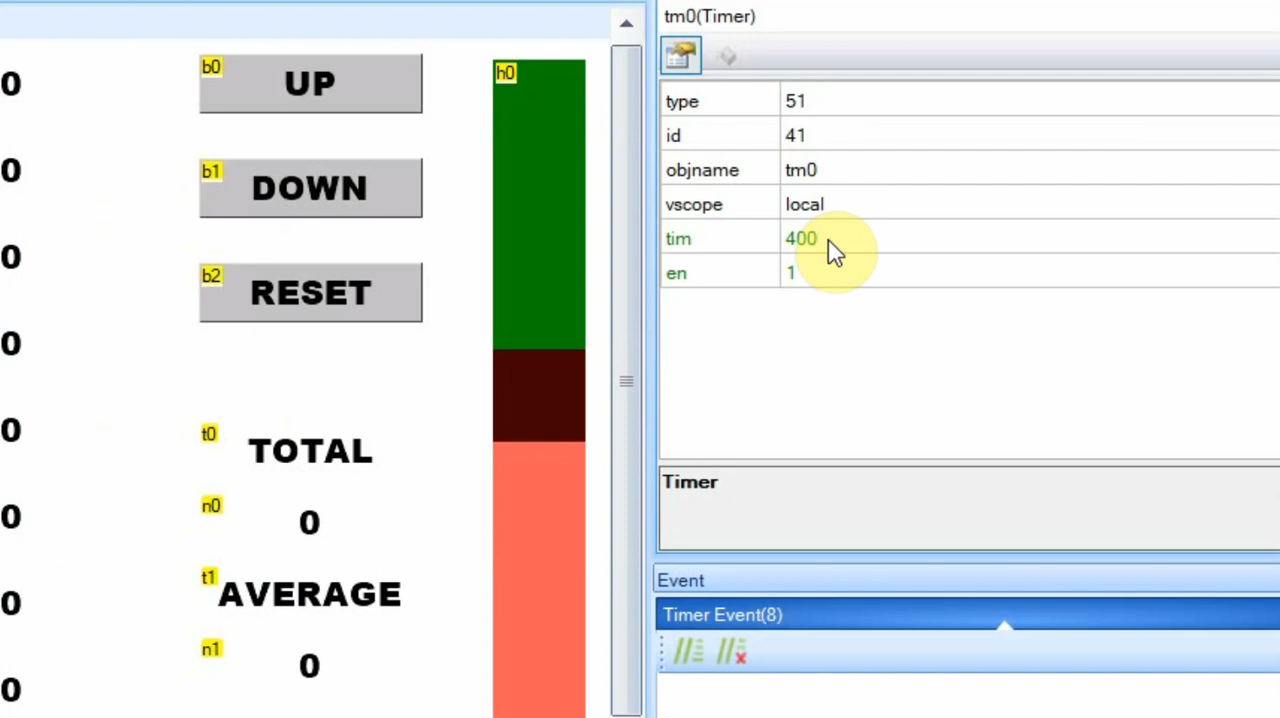 0
0
0
0
0
0
0
0
b0
UP
b1
DOWN
b2
RESET
t0
TOTAL
n0
0
t1
AVERAGE
n1
0
h0
tm0(Timer)
type 51
id 41
objname tm0
vscope local
tim 400
en 1
Timer
Event
Timer Event(8)